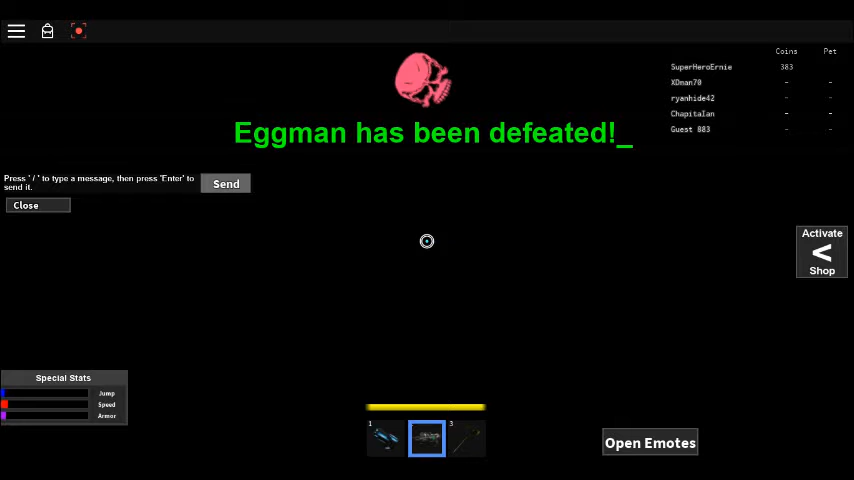 Coins Pet
SuperHeroErnie 383
XDman70 - -
ryanhide42 - -
ChapitaIan - -
Guest 883 - -
Eggman has been defeated!_
Press ' / ' to type a message, then press 'Enter' to
send it.
Send
Close
Activate
<
Shop
Special Stats
Jump
Speed
Armor
1
3
Open Emotes